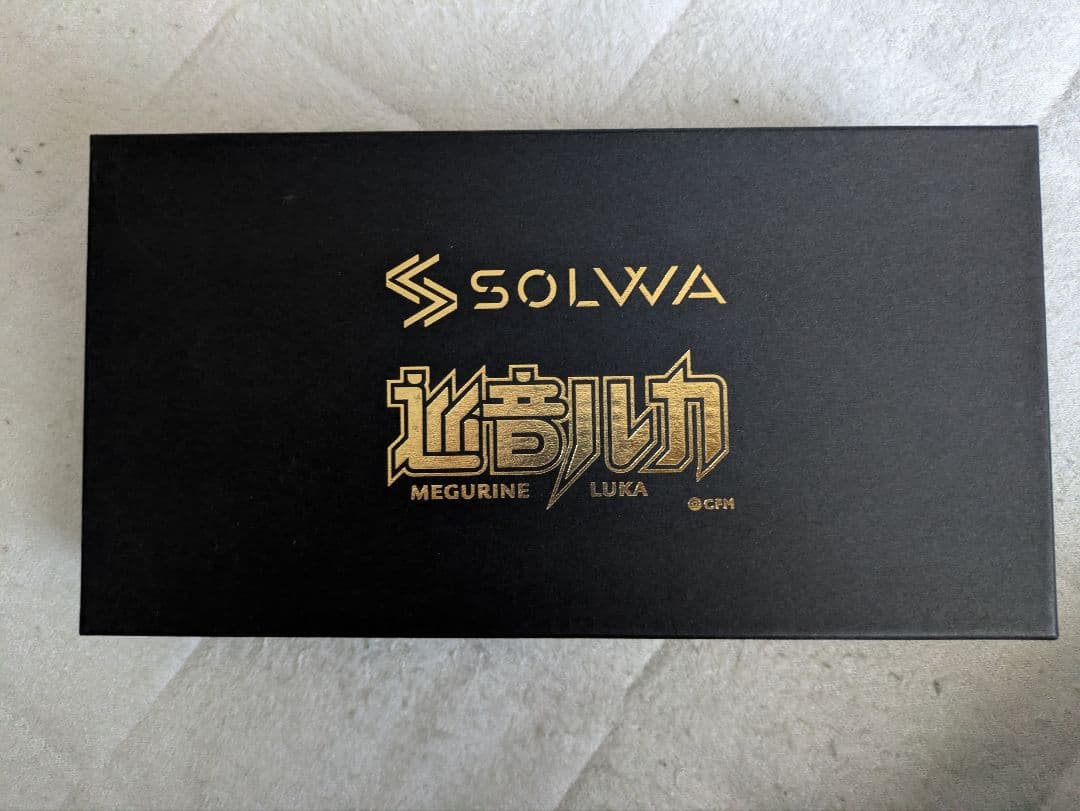 SOLWA
巡音ルカ
MEGURINE LUKA
©CFM